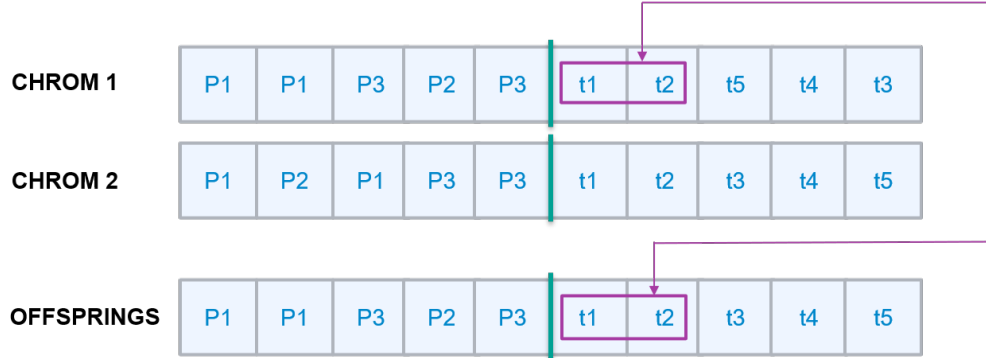 CHROM 1 P1 P1 P3 P2 P3 t1 t2 t5 t4 t3
CHROM 2 P1 P2 P1 P3 P3 t1 t2 t3 t4 t5
OFFSPRINGS P1 P1 P3 P2 P3 t1 t2 t3 t4 t5